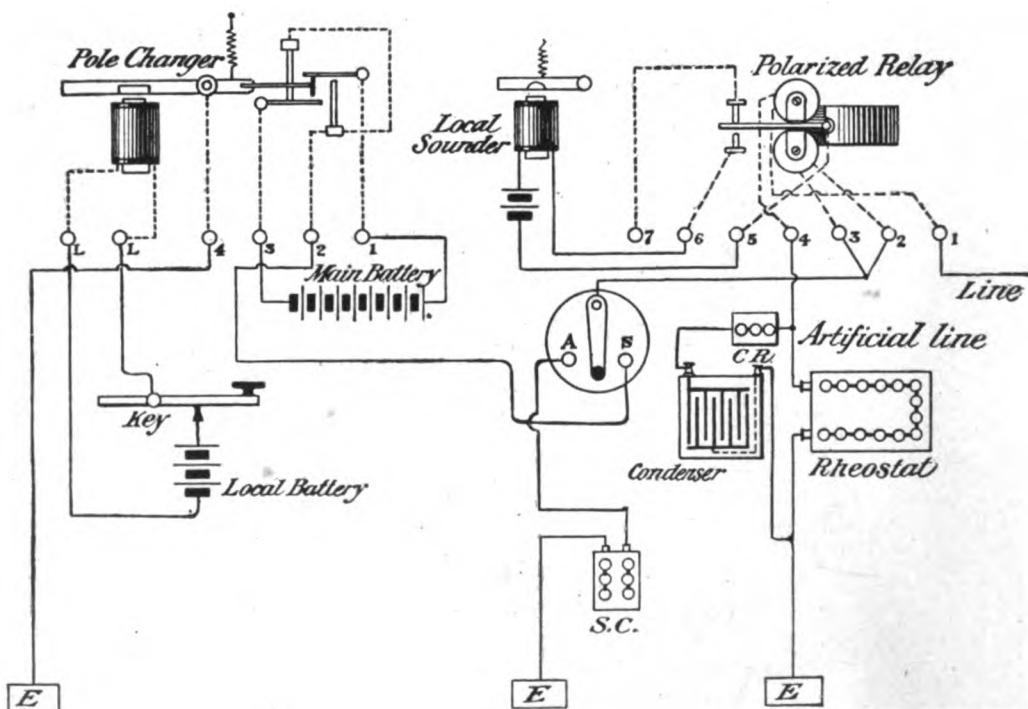 Pole Changer
Polarized Relay
Local
Sounder
L
L
4
3
2
1
7
6
5
4
3
2
1
Main Battery
Line
A
S
C.R.
Artificial line
Key
Local Battery
Condenser
Rheostat
S.C.
E
E
E